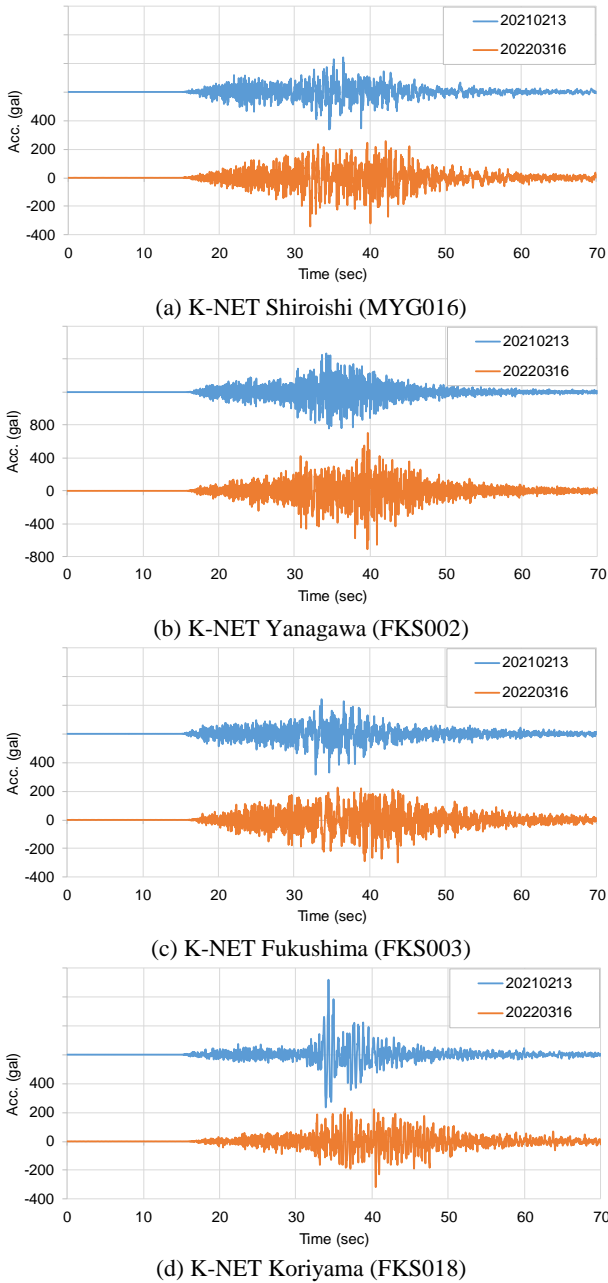 20210213
20220316
Acc. (gal)
400
200
0
-200
-400
0 10 20 30 40 50 60 70
Time (sec)
(a) K-NET Shiroishi (MYG016)
20210213
20220316
Acc. (gal)
800
400
0
-400
-800
0 10 20 30 40 50 60 70
Time (sec)
(b) K-NET Yanagawa (FKS002)
20210213
20220316
Acc. (gal)
400
200
0
-200
-400
0 10 20 30 40 50 60 70
Time (sec)
(c) K-NET Fukushima (FKS003)
20210213
20220316
Acc. (gal)
400
200
0
-200
-400
0 10 20 30 40 50 60 70
Time (sec)
(d) K-NET Koriyama (FKS018)